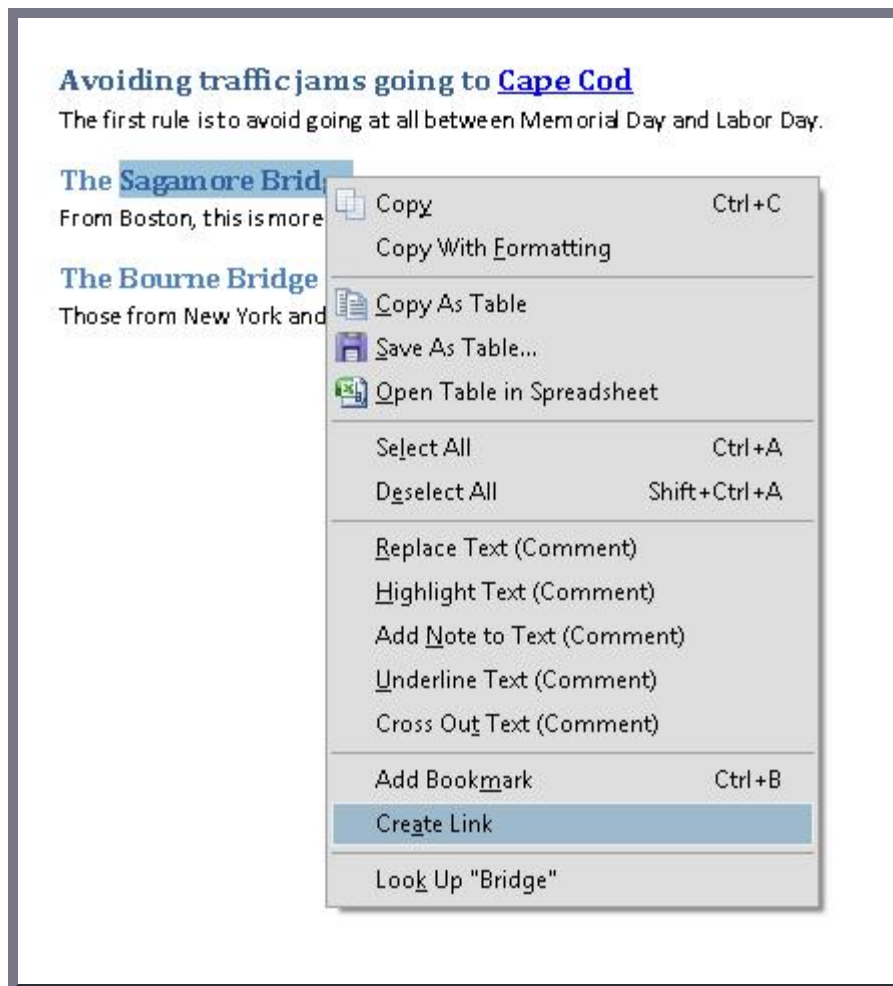 Avoiding traffic jams going to Cape Cod
The first rule is to avoid going at all between Memorial Day and Labor Day.
The Sagamore Bridge
From Boston, this is more
The Bourne Bridge
Those from New York and
Copy Ctrl+C
Copy With Formatting
Copy As Table
Save As Table...
Open Table in Spreadsheet
Select All Ctrl+A
Deselect All Shift+Ctrl+A
Replace Text (Comment)
Highlight Text (Comment)
Add Note to Text (Comment)
Underline Text (Comment)
Cross Out Text (Comment)
Add Bookmark Ctrl+B
Create Link
Look Up "Bridge"